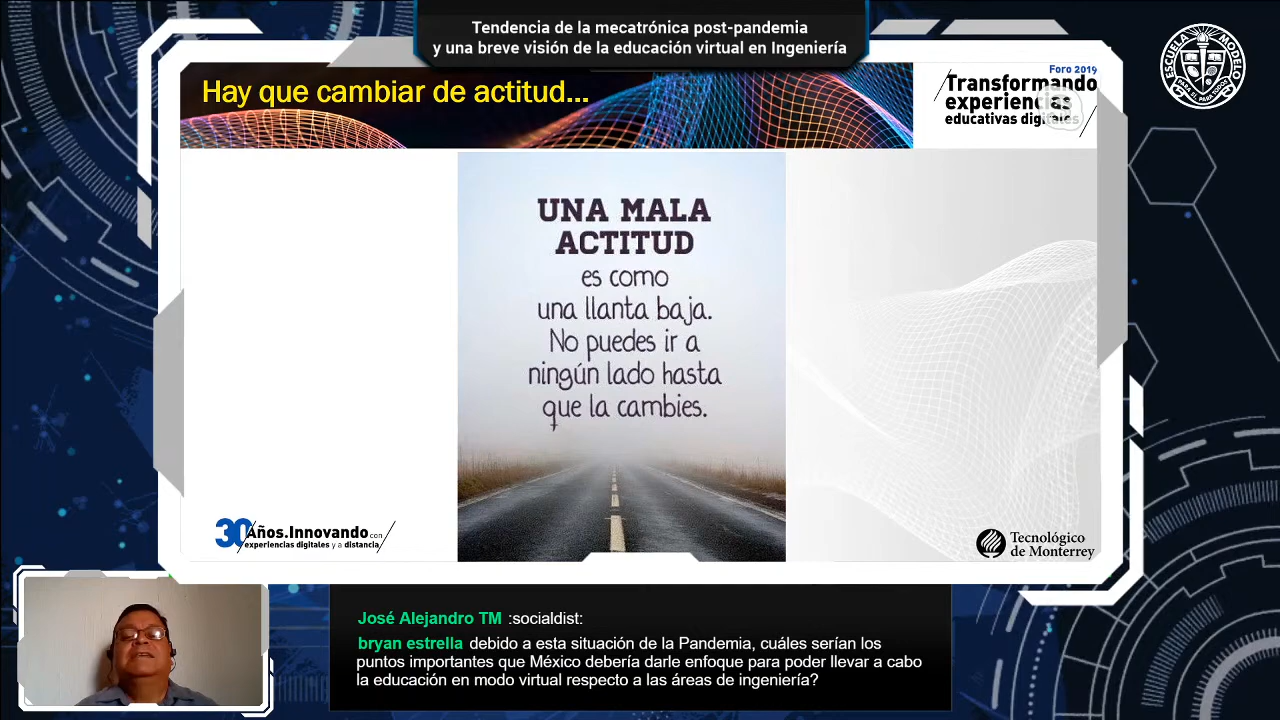 Tendencia de la mecatrónica post-pandemia
y una breve visión de la educación virtual en Ingeniería
ESCUELA MODELO
Hay que cambiar de actitud...
Foro 2019
Transformando
experiencias
educativas digitales
UNA MALA
ACTITUD
es como
una llanta baja.
No puedes ir a
ningún lado hasta
que la cambies.
30 Años.Innovando con
experiencias digitales y a distancia
Tecnológico
de Monterrey
José Alejandro TM :socialdist:
bryan estrella debido a esta situación de la Pandemia, cuáles serían los
puntos importantes que México debería darle enfoque para poder llevar a cabo
la educación en modo virtual respecto a las áreas de ingeniería?